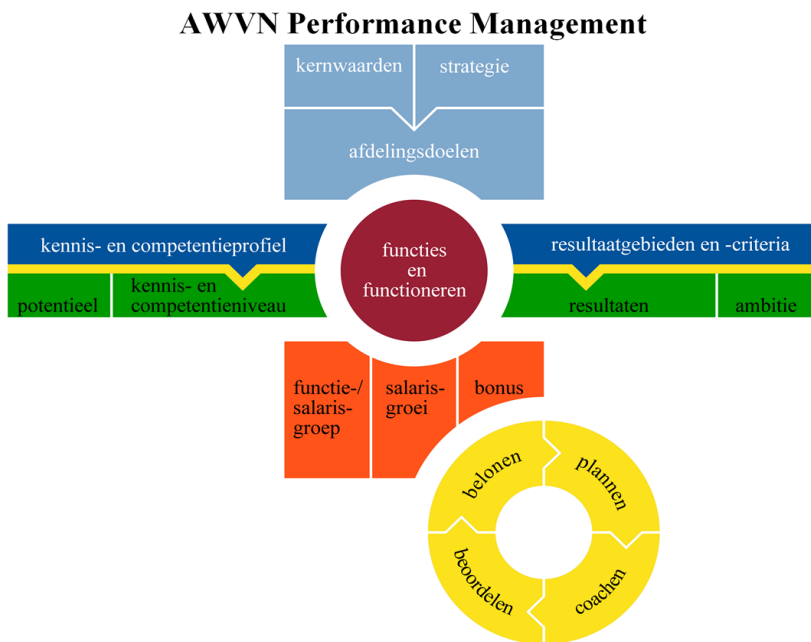 AWVN Performance Management
kernwaarden
strategie
afdelingsdoelen
kennis- en competentieprofiel
functies
en
functioneren
resultaatgebieden en -criteria
potentieel
kennis- en
competentieniveau
resultaten
ambitie
functie-/
salaris-
groep
salaris-
groei
bonus
belonen
plannen
beoordelen
coachen